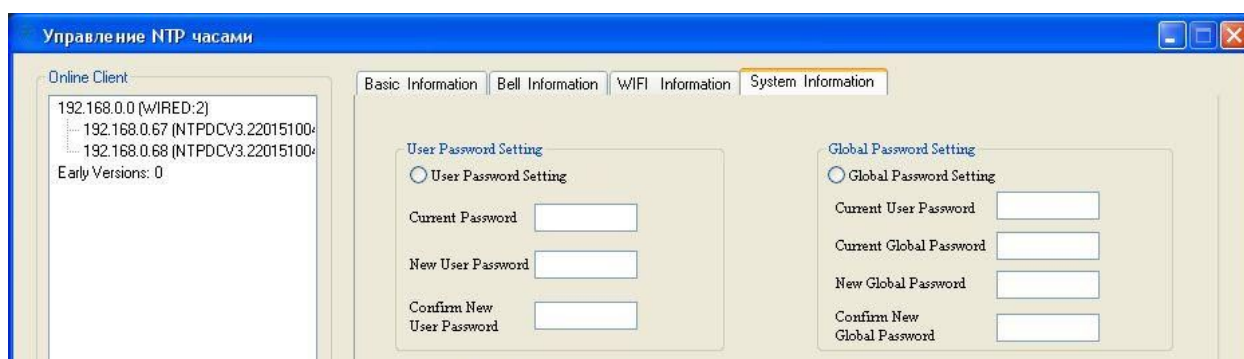 Управление NTP часами
Online Client
192.168.0.0 (WIRED:2)
192.168.0.67 (NTPDCV3.22015100
192.168.0.68 (NTPDCV3.22015100
Early Versions: 0
Basic Information
Bell Information
WIFI Information
System Information
User Password Setting
User Password Setting
Current Password
New User Password
Confirm New
User Password
Global Password Setting
Global Password Setting
Current User Password
Current Global Password
New Global Password
Confirm New
Global Password